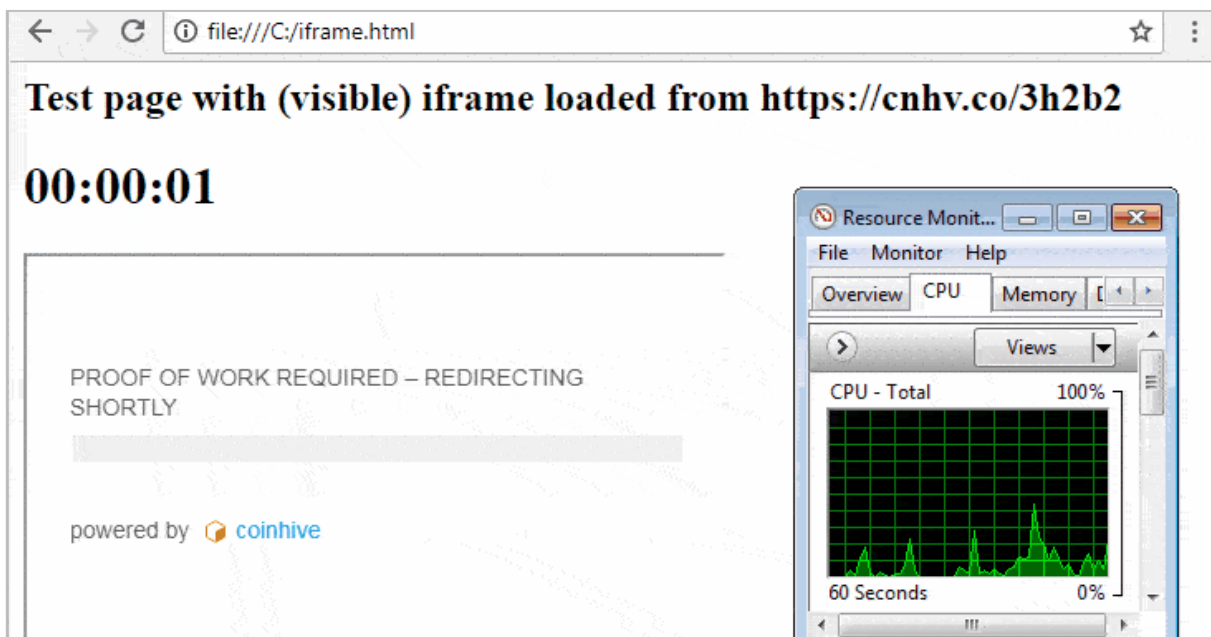 file:///C:/iframe.html
Test page with (visible) iframe loaded from https://cnhv.co/3h2b2
00:00:01
Resource Monit...
File Monitor Help
Overview CPU Memory
Views
PROOF OF WORK REQUIRED – REDIRECTING
SHORTLY
CPU - Total 100%
powered by coinhive
60 Seconds 0%